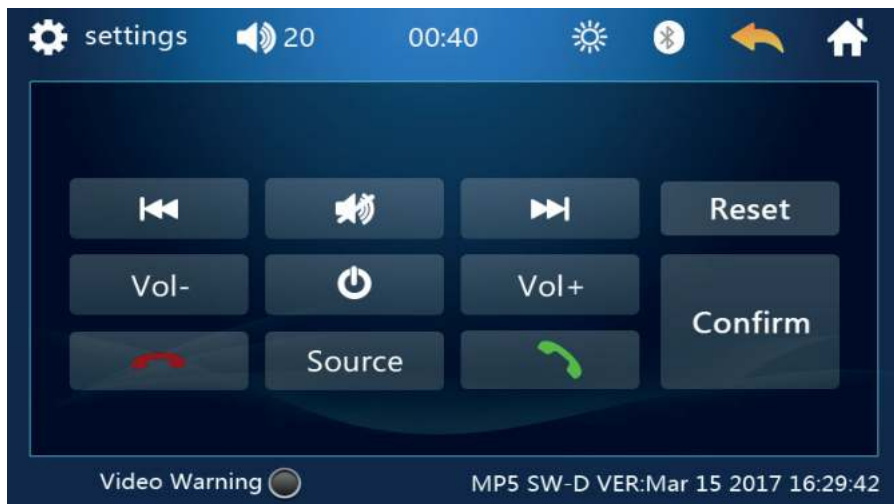 settings 20 00:40
Reset
Vol- Vol+
Confirm
Source
Video Warning MP5 SW-D VER:Mar 15 2017 16:29:42